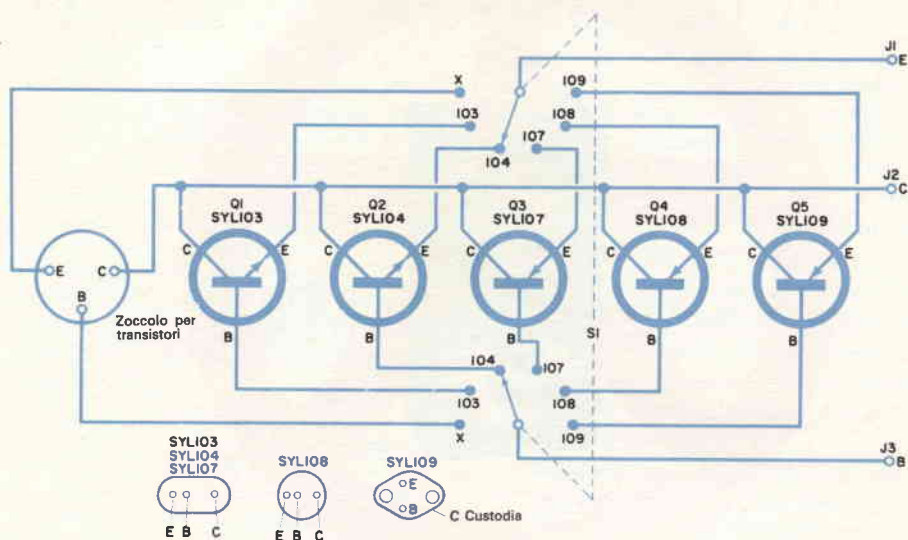 J1
E
X
109
103
108
107
104
J2
C
Q1
SYL103
Q2
SYL104
Q3
SYL107
Q4
SYL108
Q5
SYL109
C E
C E
C E
C E
C E
E C
B
Zoccolo per
transistori
B
B
B
B
B
S1
104
107
103
108
X
109
J3
B
SYL103
SYL104
SYL107
SYL108
SYL109
E
B
C Custodia
E B C
E B C